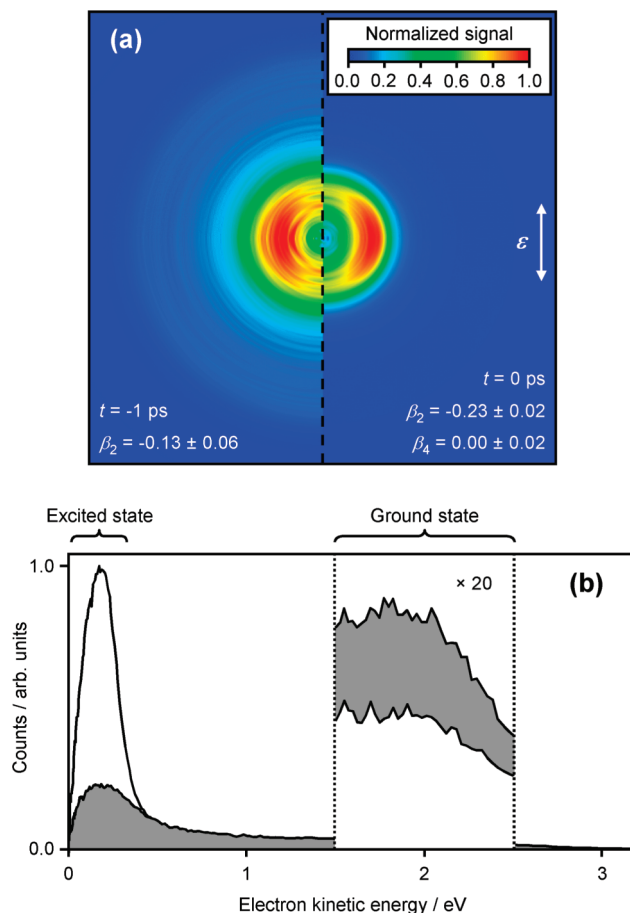 (a)
Normalized signal
0.0 0.2 0.4 0.6 0.8 1.0
ε
t = -1 ps
β2 = -0.13 ± 0.06
t = 0 ps
β2 = -0.23 ± 0.02
β4 = 0.00 ± 0.02
Excited state
Ground state
1.0
× 20
(b)
Counts / arb. units
0.0
0 1 2 3
Electron kinetic energy / eV